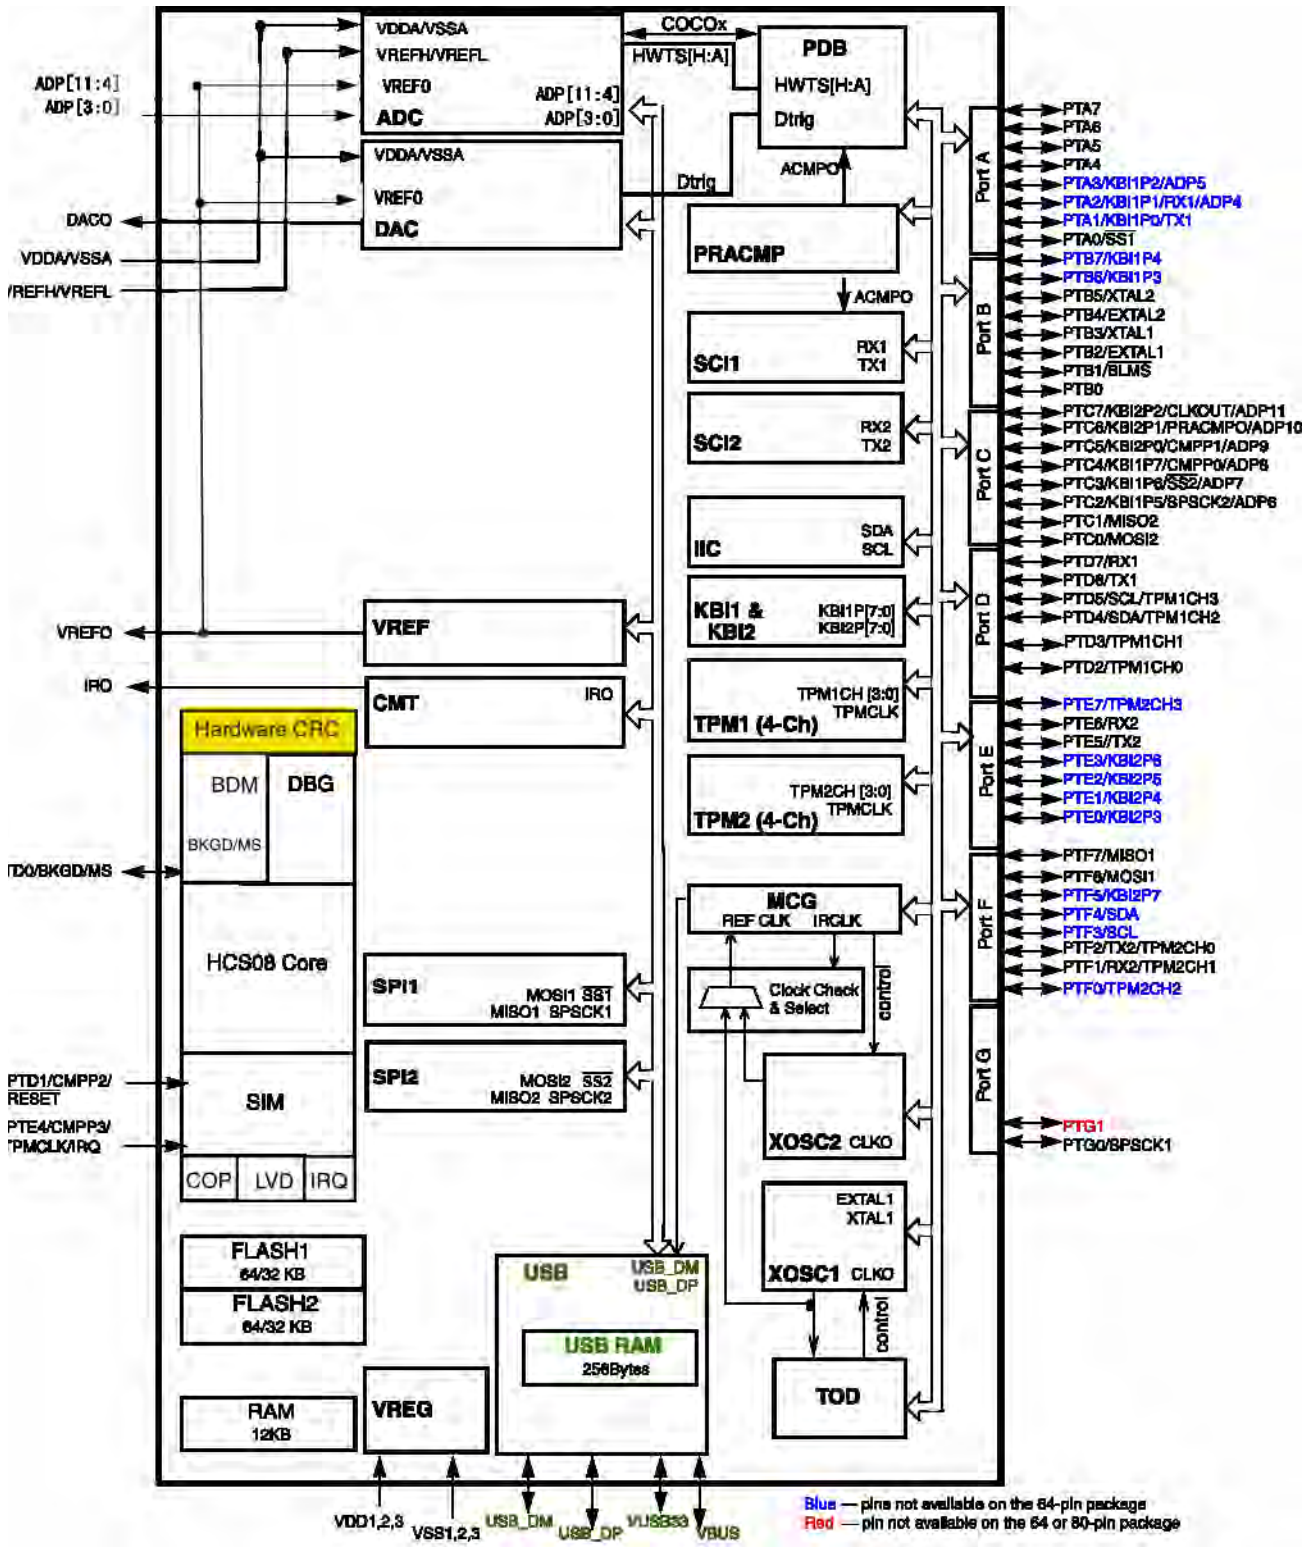 VDDA/VSSA
VREFH/VREFL
VREFO
ADP[11:4]
ADP[3:0]
ADC
ADP[11:4]
ADP[3:0]
COCOx
HWTS[H:A]
PDB
HWTS[H:A]
Dtrig
VDDA/VSSA
VREFO
DAC
Dtrig
ACMPO
DACO
VDDA/VSSA
/REFH/VREFL
PRACMP
ACMPO
RX1
TX1
SCI1
RX2
TX2
SCI2
SDA
SCL
IIC
KBI1 &
KBI2
KBI1P[7:0]
KBI2P[7:0]
TPM1CH [3:0]
TPMCLK
TPM1 (4-Ch)
TPM2CH [3:0]
TPMCLK
TPM2 (4-Ch)
VREFO
VREF
IRO
CMT
IRO
Hardware CRC
BDM
DBG
BKGD/MS
TD0/BKGD/MS
HCS08 Core
SPI1
MOSI1 SS1
MISO1 SPSCK1
SPI2
MOSI2 SS2
MISO2 SPSCK2
PTD1/CMPP2/
RESET
PTE4/CMPP3/
TPMCLK/IRQ
SIM
COP
LVD
IRQ
MCG
REF CLK
IRCLK
Clock Check
& Select
control
XOSC2
CLKO
EXTAL1
XTAL1
XOSC1
CLKO
control
TOD
FLASH1
64/32 KB
FLASH2
64/32 KB
RAM
12KB
VREG
USB
USB_DM
USB_DP
USB RAM
256Bytes
VDD1,2,3
VSS1,2,3
USB_DM
USB_DP
VUSB33
VBUS
Port A
PTA7
PTA6
PTA5
PTA4
PTA3/KBI1P2/ADP5
PTA2/KBI1P1/RX1/ADP4
PTA1/KBI1P0/TX1
PTA0/SS1
Port B
PTB7/KBI1P4
PTB6/KBI1P3
PTB5/XTAL2
PTB4/EXTAL2
PTB3/XTAL1
PTB2/EXTAL1
PTB1/BLMS
PTB0
Port C
PTC7/KBI2P2/CLKOUT/ADP11
PTC6/KBI2P1/PRACMPO/ADP10
PTC5/KBI2P0/CMPP1/ADP9
PTC4/KBI1P7/CMPP0/ADP8
PTC3/KBI1P6/SS2/ADP7
PTC2/KBI1P5/SPSCK2/ADP6
PTC1/MISO2
PTC0/MOSI2
Port D
PTD7/RX1
PTD6/TX1
PTD5/SCL/TPM1CH3
PTD4/SDA/TPM1CH2
PTD3/TPM1CH1
PTD2/TPM1CH0
Port E
PTE7/TPM2CH3
PTE6/RX2
PTE5//TX2
PTE3/KBI2P6
PTE2/KBI2P5
PTE1/KBI2P4
PTE0/KBI2P3
Port F
PTF7/MISO1
PTF6/MOSI1
PTF5/KBI2P7
PTF4/SDA
PTF3/SCL
PTF2/TX2/TPM2CH0
PTF1/RX2/TPM2CH1
PTF0/TPM2CH2
Port G
PTG1
PTG0/SPSCK1
Blue — pins not available on the 64-pin package
Red — pin not available on the 64 or 80-pin package